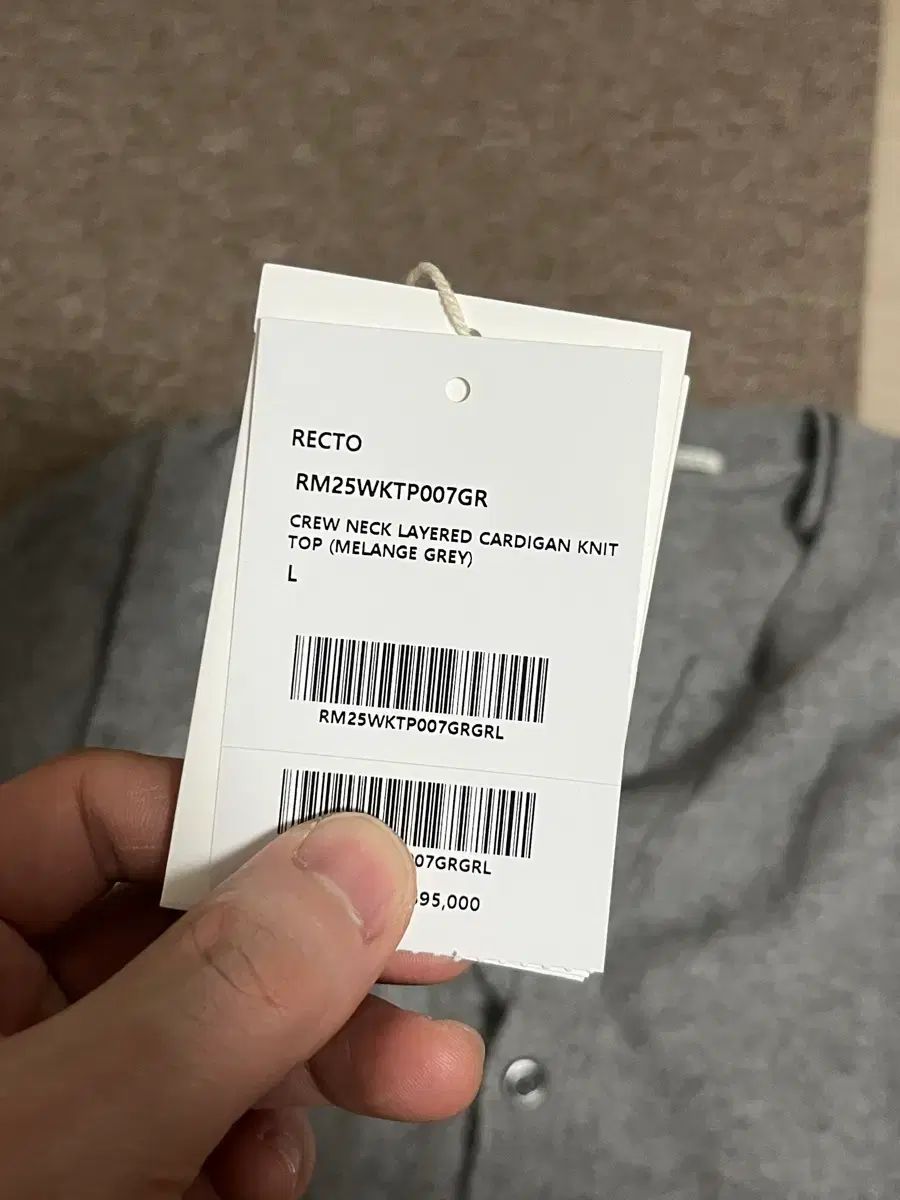 RECTO
RM25WKTP007GR
CREW NECK LAYERED CARDIGAN KNIT
TOP (MELANGE GREY)
L
RM25WKTP007GRGRL
07GRGRL
95,000